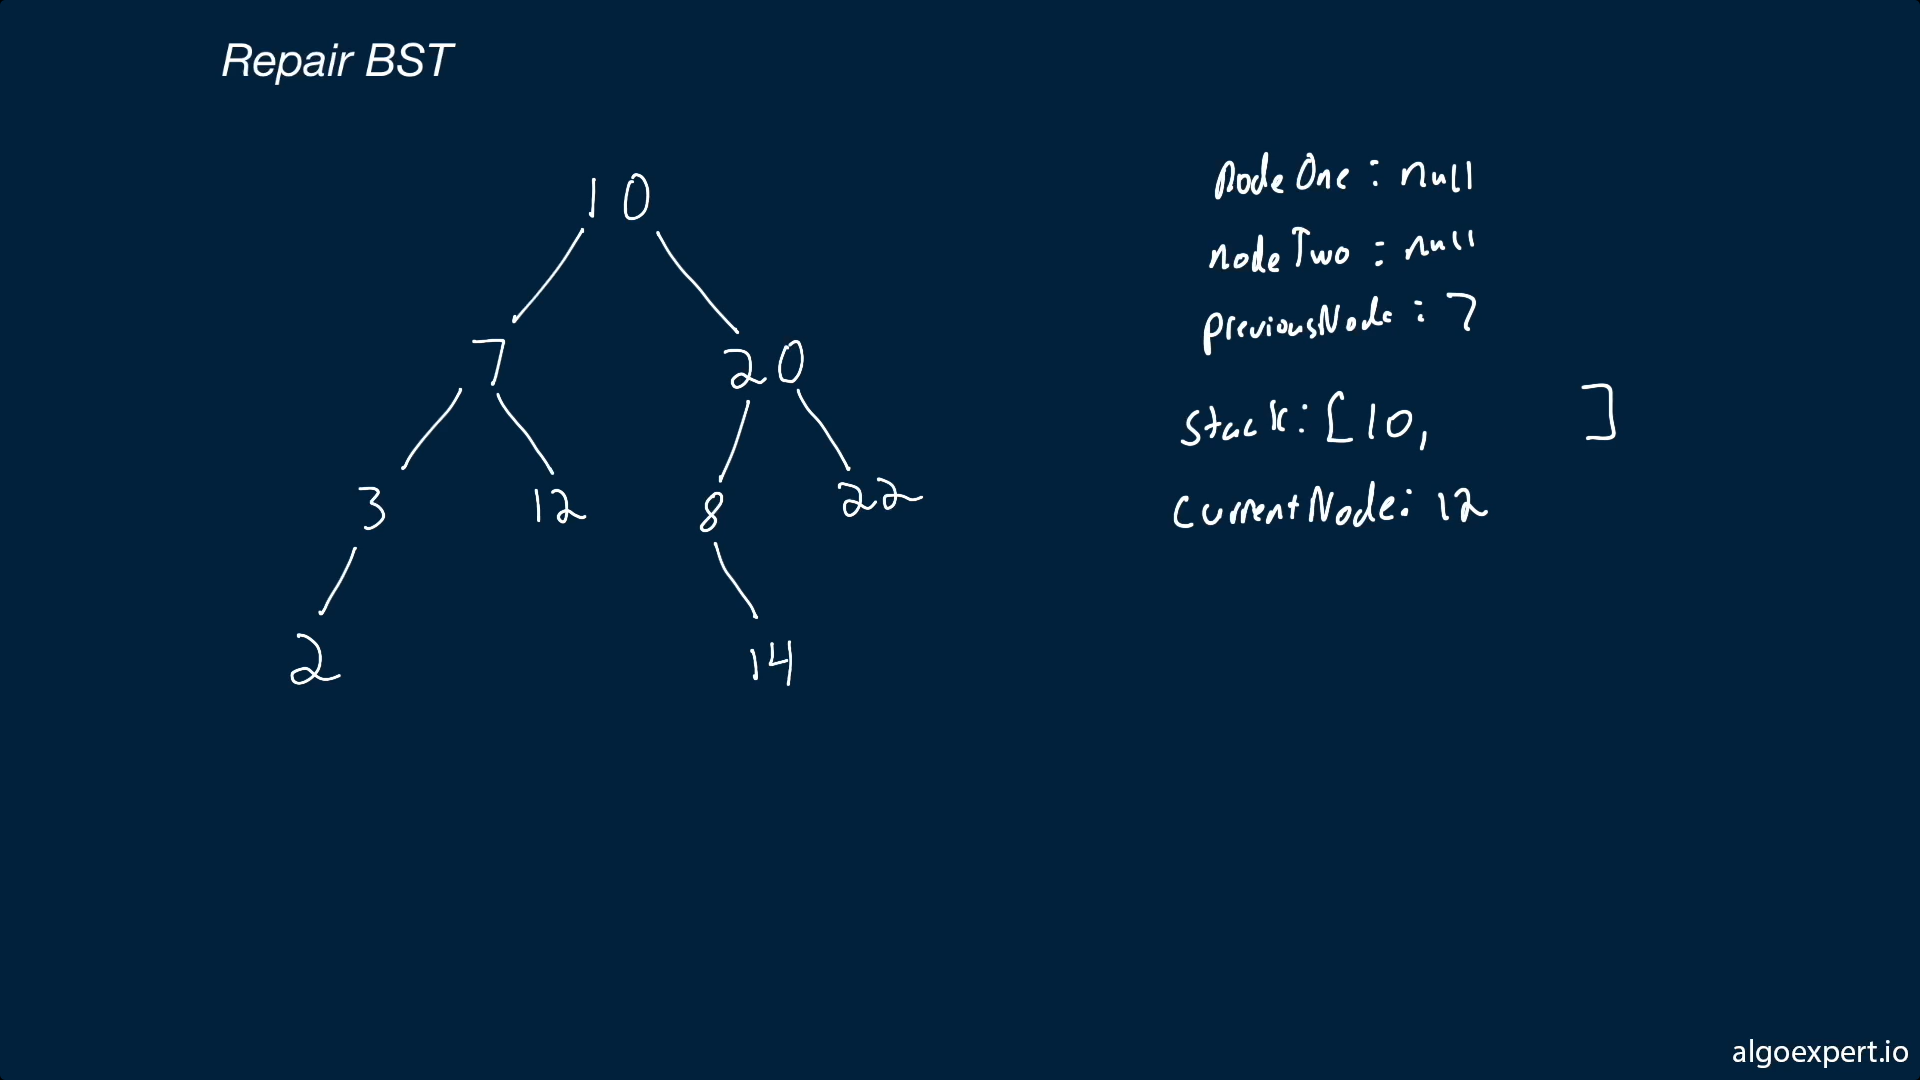 Repair BST
10
7 20
3 12 8 22
2 14
nodeOne: null
nodeTwo: null
previousNode: 7
Stack: [10, ]
currentNode: 12
algoexpert.io